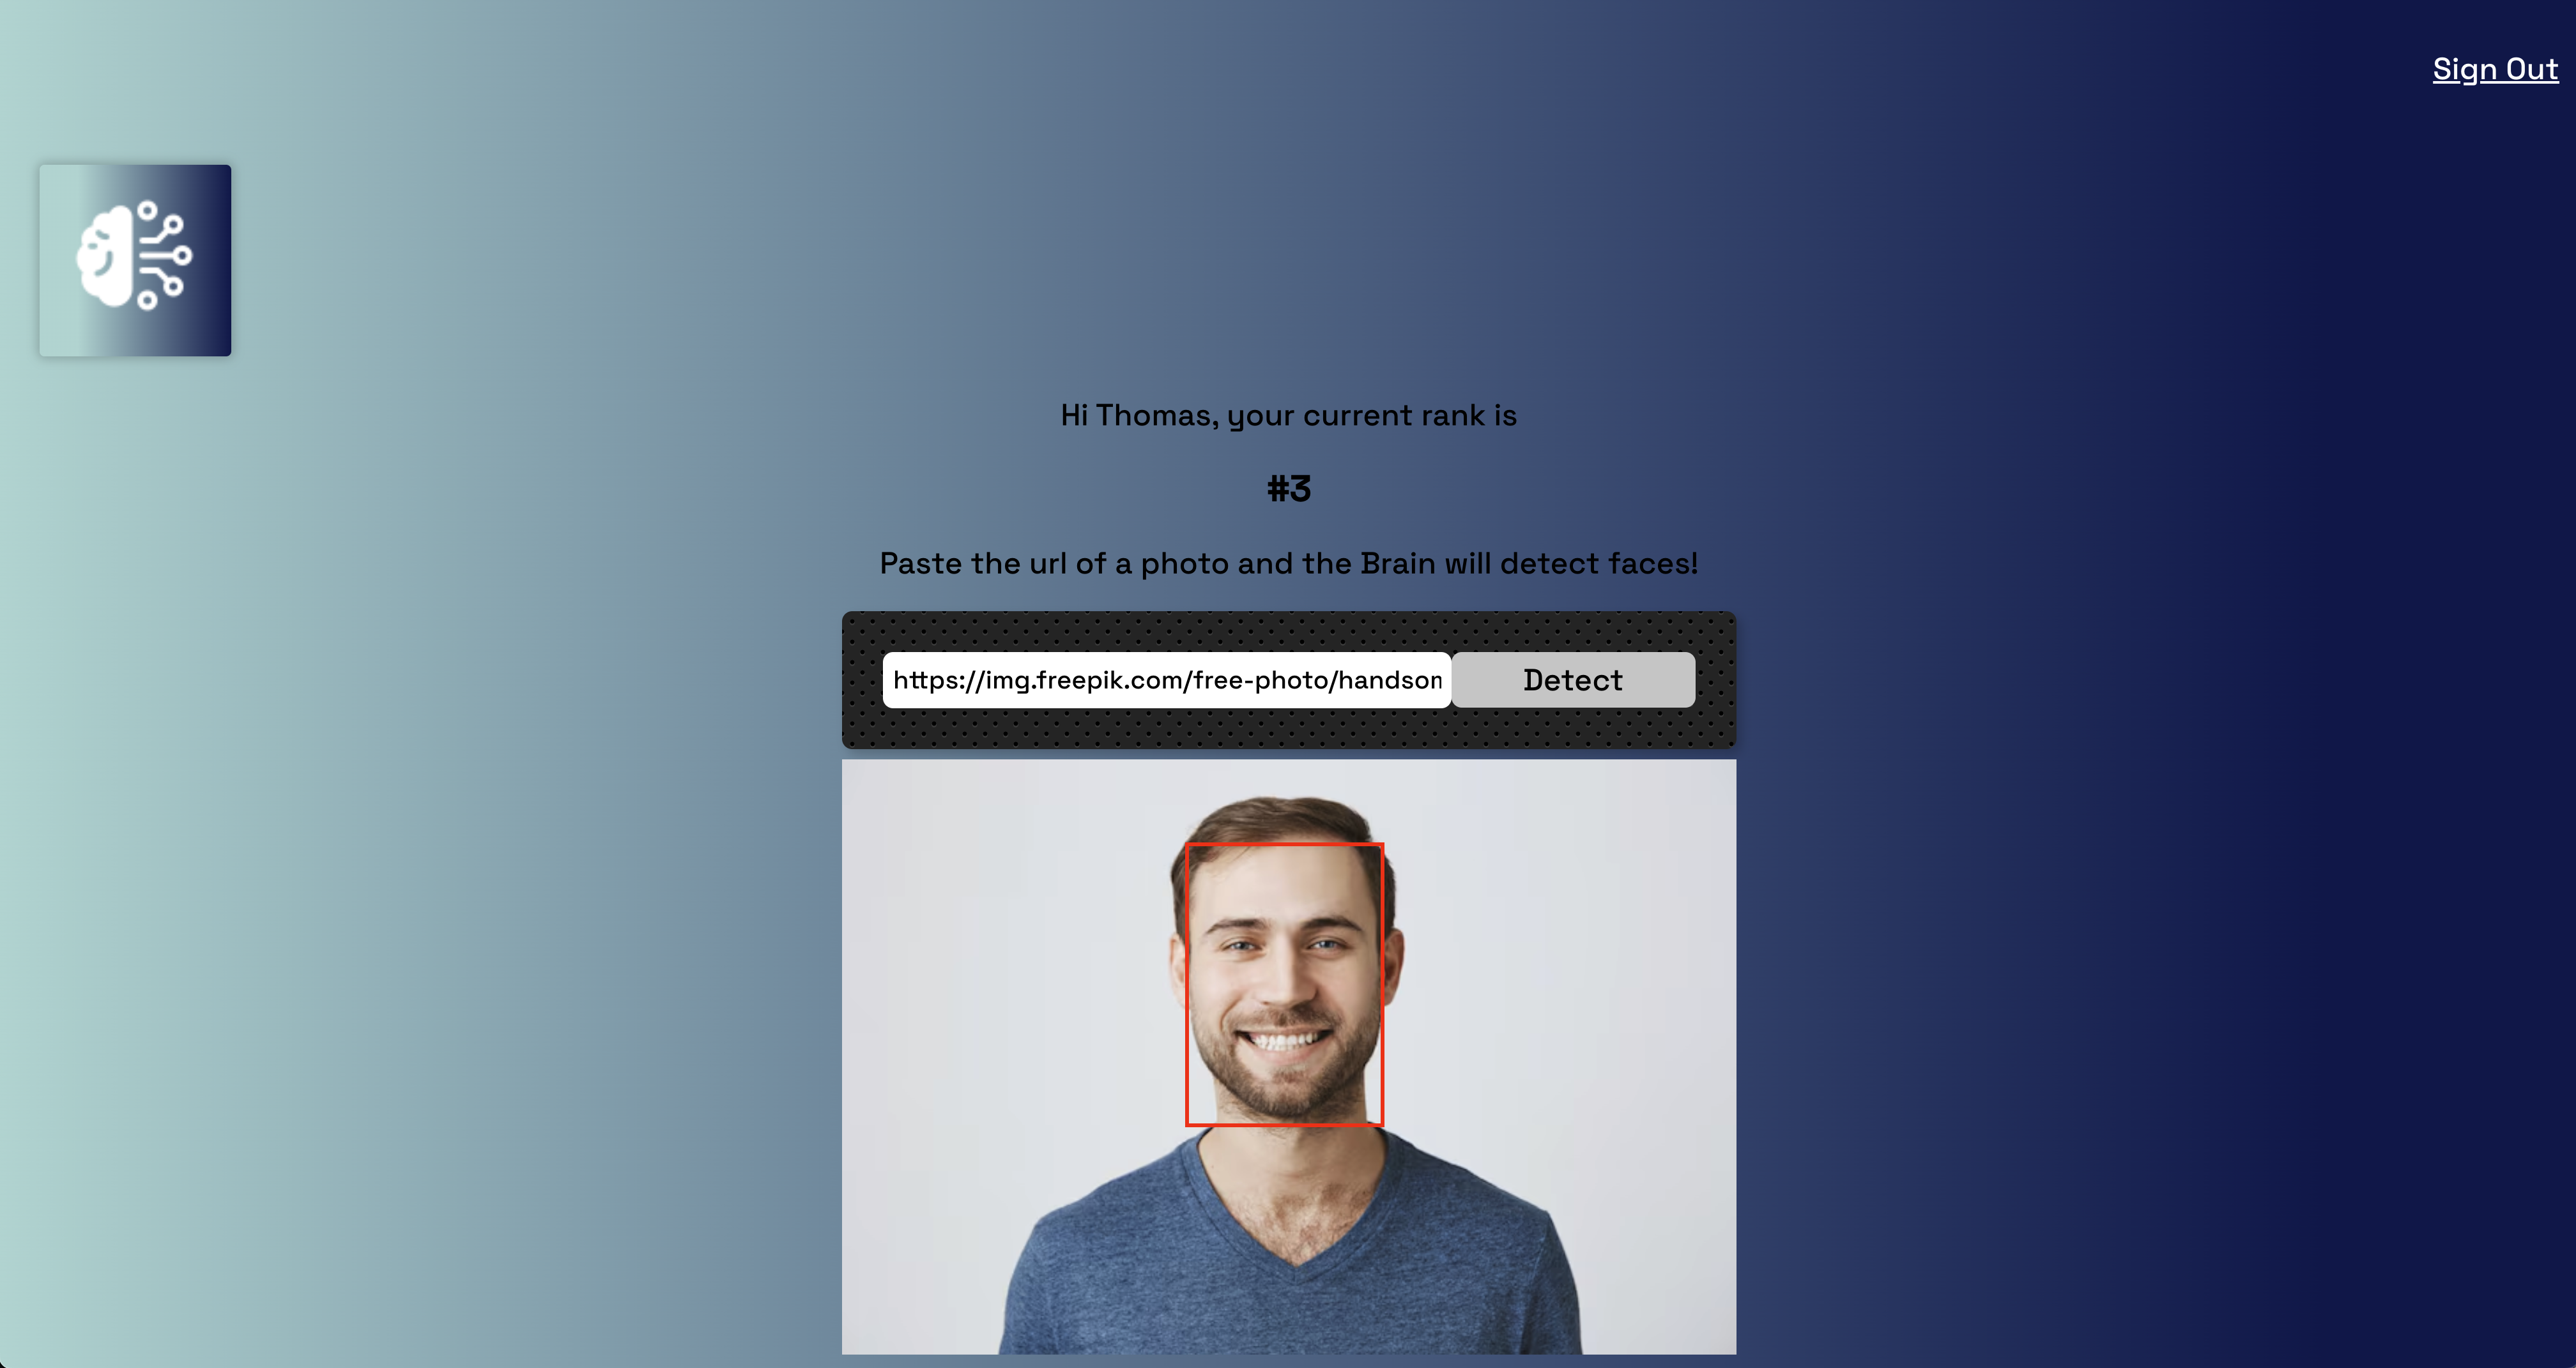 Sign Out
Hi Thomas, your current rank is
#3
Paste the url of a photo and the Brain will detect faces!
https://img.freepik.com/free-photo/handson Detect